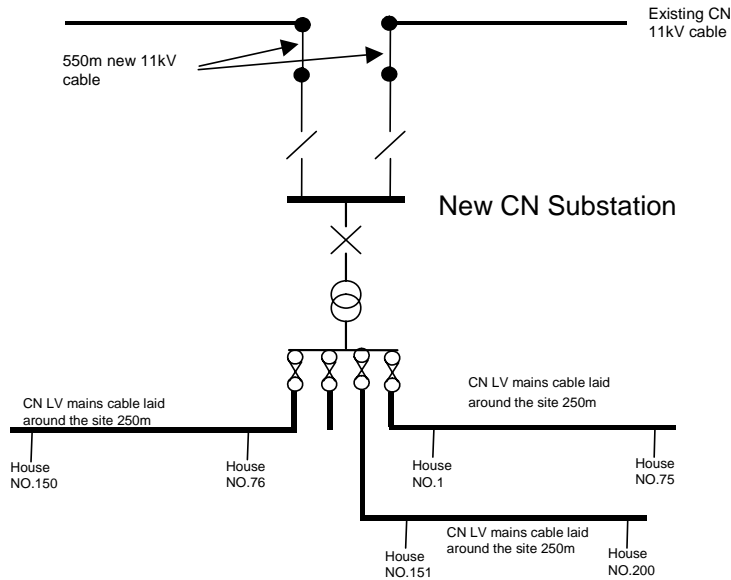 Existing CN
11kV cable
550m new 11kV
cable
New CN Substation
CN LV mains cable laid
around the site 250m
CN LV mains cable laid
around the site 250m
House
NO.150
House
NO.76
House
NO.1
House
NO.75
CN LV mains cable laid
around the site 250m
House
NO.151
House
NO.200